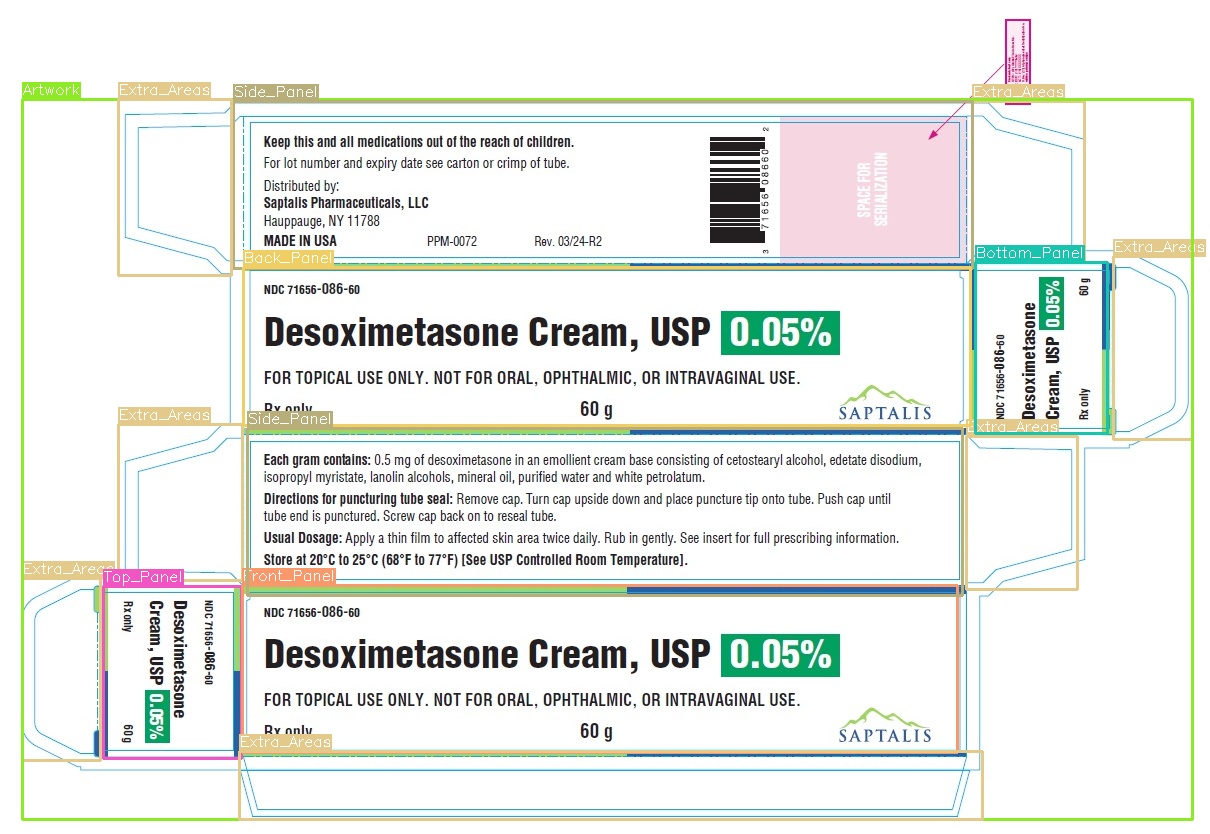 Artwork
Extra_Areas
Side_Panel
Extra_Areas
Keep this and all medications out of the reach of children.
For lot number and expiry date see carton or crimp of tube.
Distributed by:
Saptalis Pharmaceuticals, LLC
Hauppauge, NY 11788
MADE IN USA PPM-0072 Rev. 03/24-R2
3 71656 08660 2
SPACE FOR
SERIALIZATION
Back_Panel
Bottom_Panel
Extra_Areas
NDC 71656-086-60
Desoximetasone Cream, USP 0.05%
FOR TOPICAL USE ONLY. NOT FOR ORAL, OPHTHALMIC, OR INTRAVAGINAL USE.
Rx only 60 g
SAPTALIS
NDC 71656-086-60
Desoximetasone
Cream, USP 0.05%
Rx only 60 g
Extra_Areas
Side_Panel
Extra_Areas
Each gram contains: 0.5 mg of desoximetasone in an emollient cream base consisting of cetostearyl alcohol, edetate disodium,
isopropyl myristate, lanolin alcohols, mineral oil, purified water and white petrolatum.
Directions for puncturing tube seal: Remove cap. Turn cap upside down and place puncture tip onto tube. Push cap until
tube end is punctured. Screw cap back on to reseal tube.
Usual Dosage: Apply a thin film to affected skin area twice daily. Rub in gently. See insert for full prescribing information.
Store at 20°C to 25°C (68°F to 77°F) [See USP Controlled Room Temperature].
Extra_Areas
Top_Panel
Front_Panel
NDC 71656-086-60
Desoximetasone
Cream, USP 0.05%
Rx only 60 g
NDC 71656-086-60
Desoximetasone Cream, USP 0.05%
FOR TOPICAL USE ONLY. NOT FOR ORAL, OPHTHALMIC, OR INTRAVAGINAL USE.
Rx only 60 g
SAPTALIS
Extra_Areas